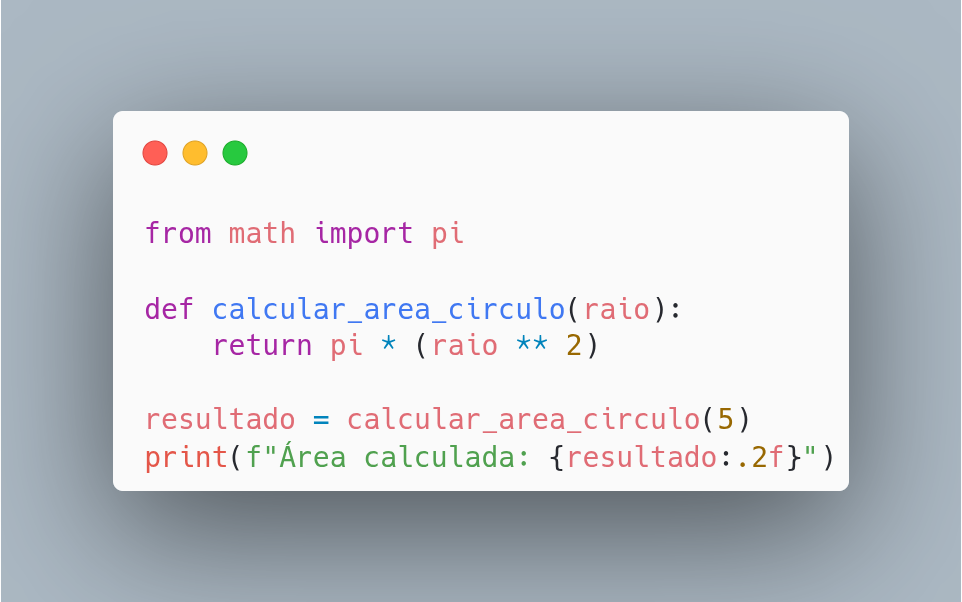 from math import pi
def calcular_area_circulo(raio):
    return pi * (raio ** 2)
resultado = calcular_area_circulo(5)
print(f"Área calculada: {resultado:.2f}")